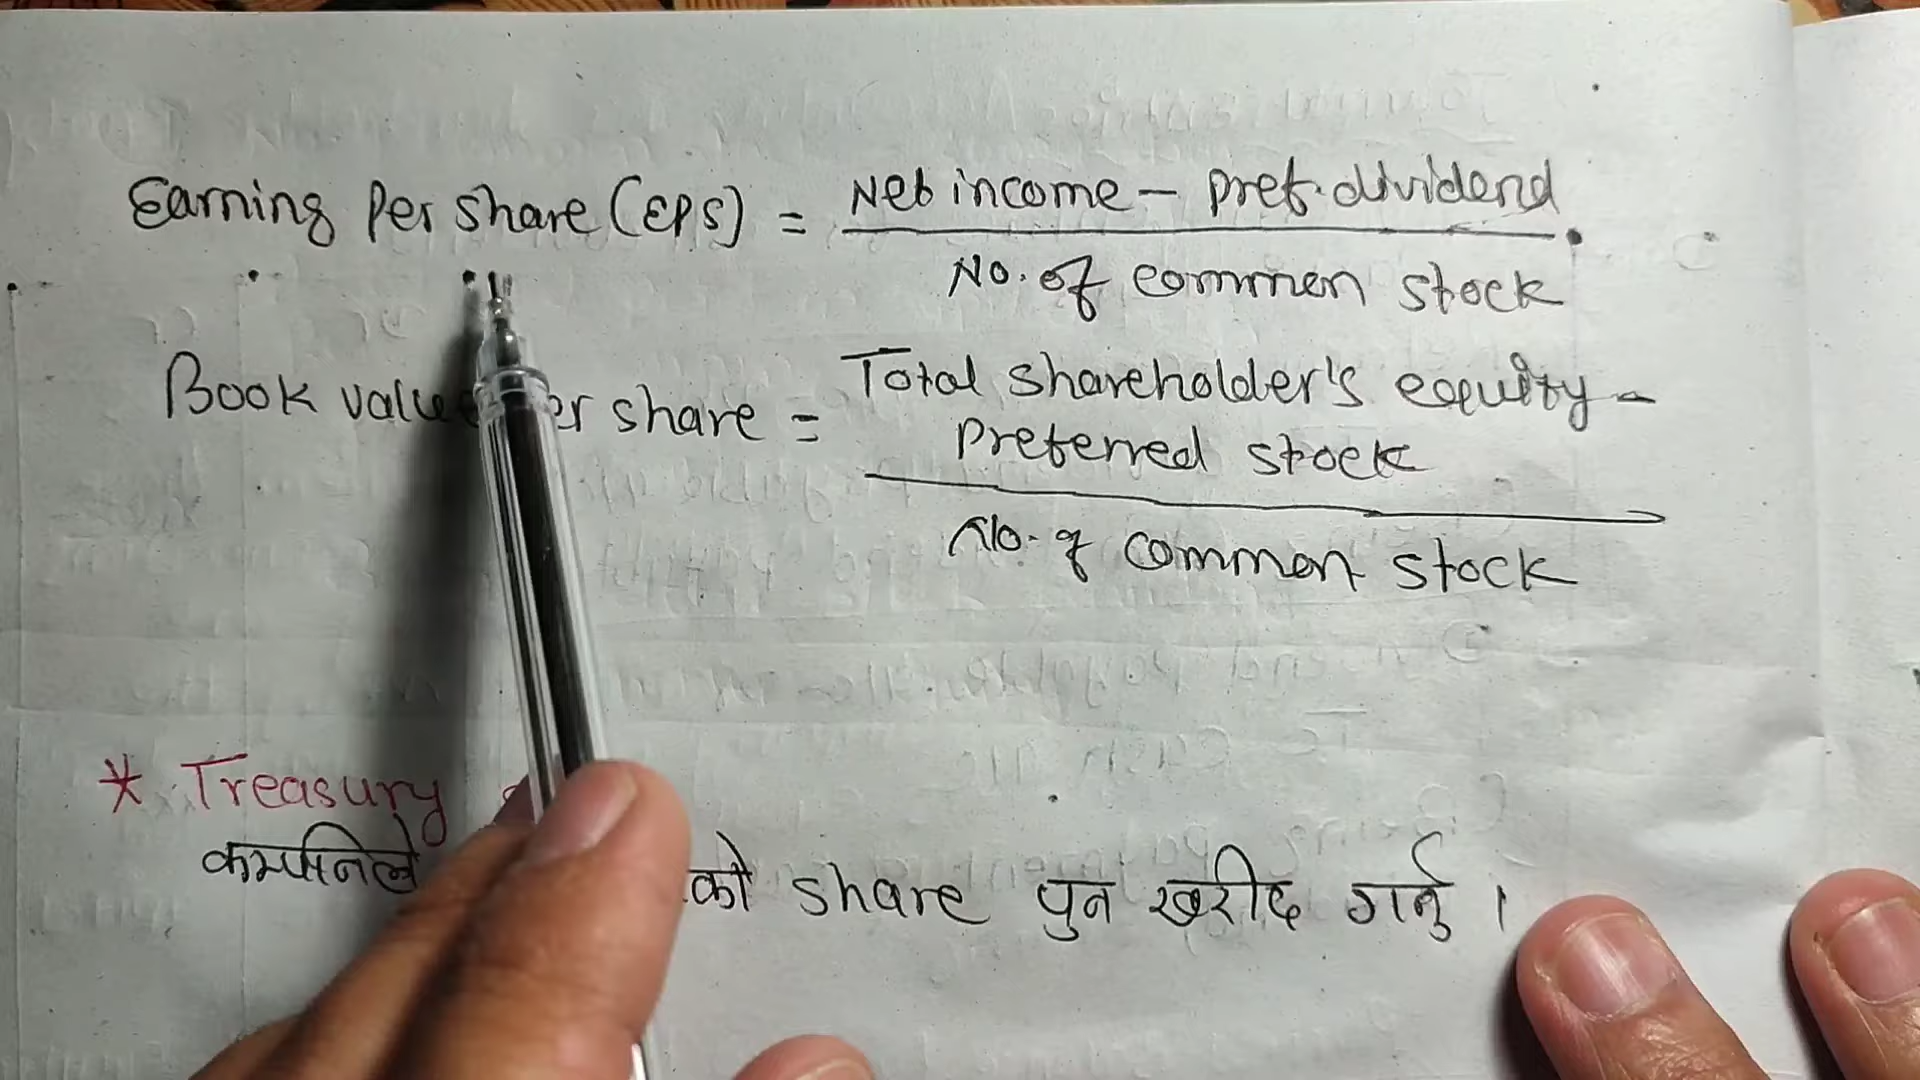 Earning Per share (EPS) = Net income - Pref. dividend
No. of common stock
Book value per share = Total shareholder's equity -
Preferred stock
No. of common stock
* Treasury
कम्पनिले को share पुन खरीद गर्नु ।